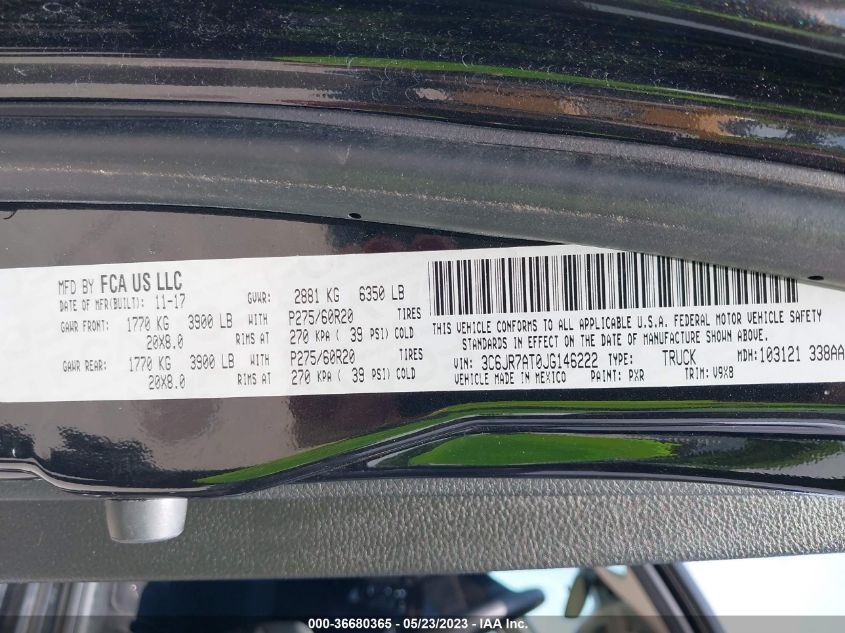 MFD BY FCA US LLC
DATE OF MFR(BUILT): 11-17 GVWR: 2881 KG 6350 LB
GAWR FRONT: 1770 KG 3900 LB WITH P275/60R20 TIRES
20X8.0 RIMS AT 270 KPA ( 39 PSI) COLD
GAWR REAR: 1770 KG 3900 LB WITH P275/60R20 TIRES
20X8.0 RIMS AT 270 KPA ( 39 PSI) COLD
THIS VEHICLE CONFORMS TO ALL APPLICABLE U.S.A. FEDERAL MOTOR VEHICLE SAFETY
STANDARDS IN EFFECT ON THE DATE OF MANUFACTURE SHOWN ABOVE.
VIN: 3C6JR7AT0JG146222 TYPE: TRUCK MDH: 103121 338AA
VEHICLE MADE IN MEXICO PAINT: PXR TRIM: V9X8
000-36680365 - 05/23/2023 - IAA Inc.